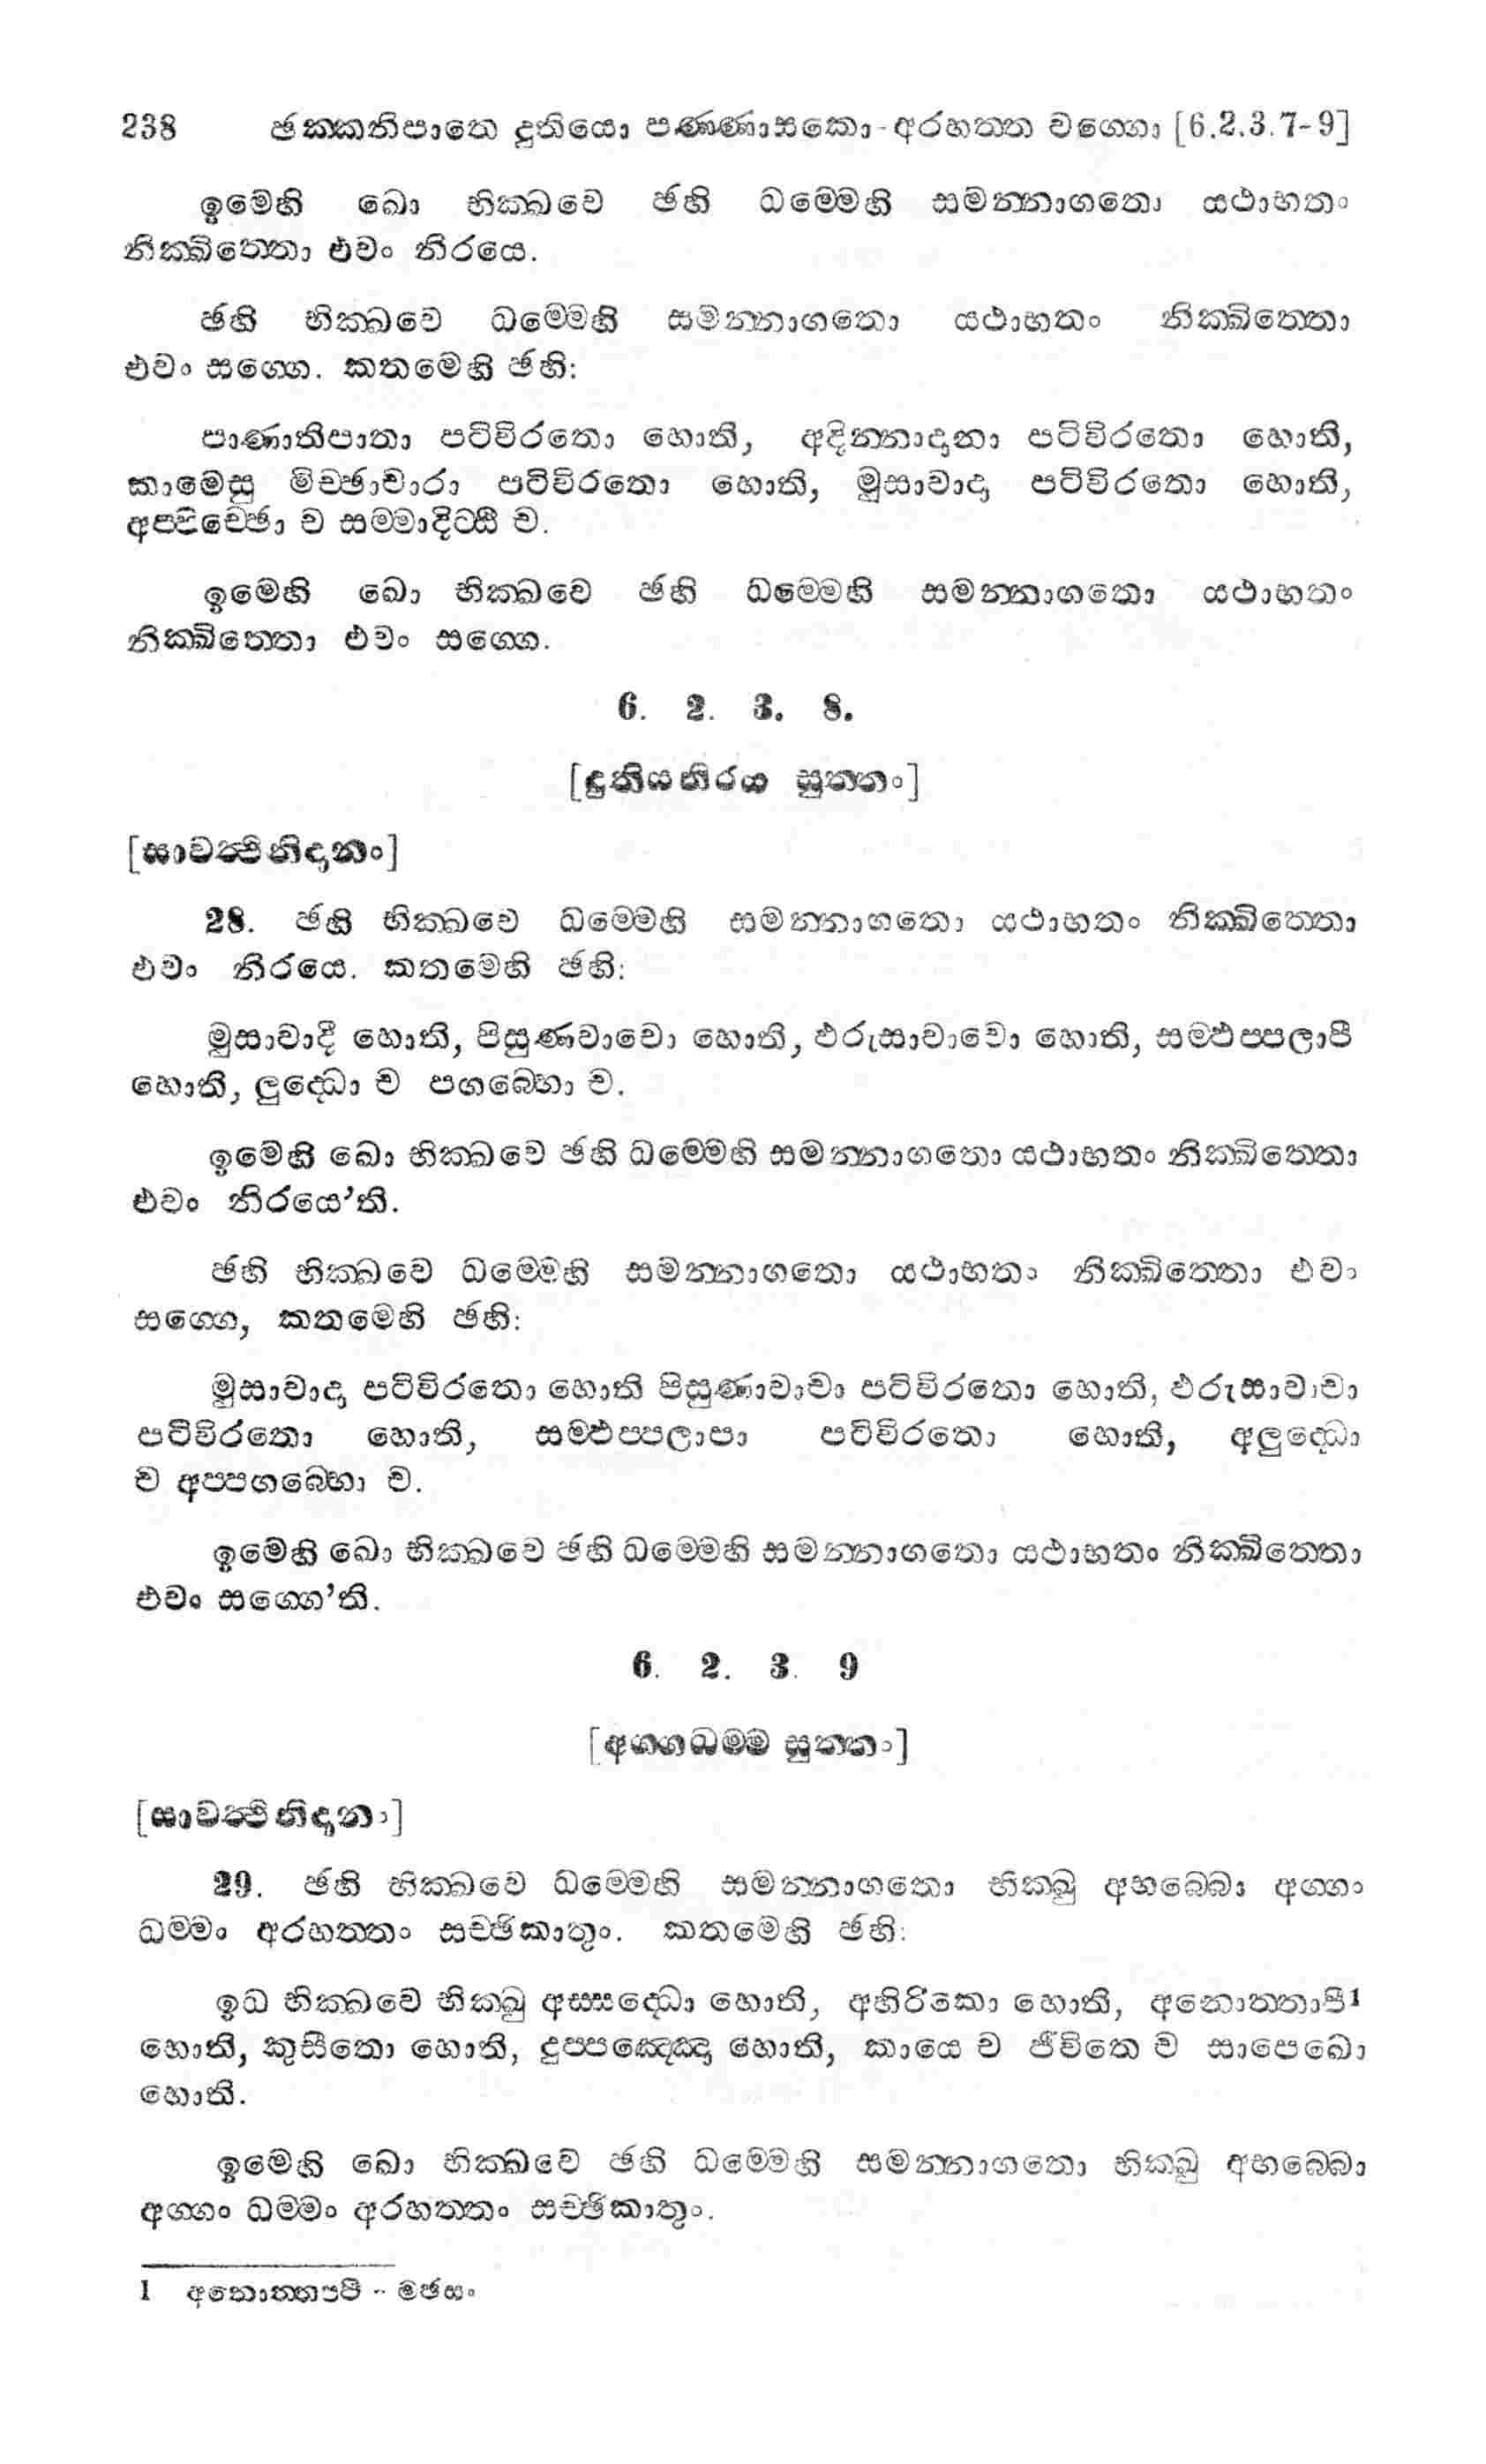 238 ඡක්කනිපාතෙ දුතියො පණ්ණාසකො - අරහත්ත වග්ගො [6.2.3.7-9]
ඉමෙහි ඛො භික්ඛවෙ ඡහි ධම්මෙහි සමන්නාගතො යථාභතං
නික්ඛිත්තො එවං නිරයෙ.
ඡහි භික්ඛවෙ ධම්මෙහි සමන්නාගතො යථාභතං නික්ඛිත්තො
එවං සග්ගෙ. කතමෙහි ඡහි:
පාණාතිපාතා පටිවිරතො හොති, අදින්නාදානා පටිවිරතො හොති,
කාමෙසු මිච්ඡාචාරා පටිවිරතො හොති, මුසාවාදා පටිවිරතො හොති,
අප්පිච්ඡො ච සම්මාදිට්ඨී ච.
ඉමෙහි ඛො භික්ඛවෙ ඡහි ධම්මෙහි සමන්නාගතො යථාභතං
නික්ඛිත්තො එවං සග්ගෙ.
6. 2. 3. 8.
[දුතියනිරය සුත්තං]
[සාවත්ථිනිදානං]
28. ඡහි භික්ඛවෙ ධම්මෙහි සමන්නාගතො යථාභතං නික්ඛිත්තො
එවං නිරයෙ. කතමෙහි ඡහි:
මුසාවාදී හොති, පිසුණවාචො හොති, ඵරුසාවාචො හොති, සම්ඵප්පලාපී
හොති, ලුද්ධො ච පගබ්භො ච.
ඉමෙහි ඛො භික්ඛවෙ ඡහි ධම්මෙහි සමන්නාගතො යථාභතං නික්ඛිත්තො
එවං නිරයෙ’ති.
ඡහි භික්ඛවෙ ධම්මෙහි සමන්නාගතො යථාභතං නික්ඛිත්තො එවං
සග්ගෙ, කතමෙහි ඡහි:
මුසාවාදා පටිවිරතො හොති පිසුණාවාචා පටිවිරතො හොති, ඵරුසාවාචා
පටිවිරතො හොති, සම්ඵප්පලාපා පටිවිරතො හොති, අලුද්ධො
ච අප්පගබ්භො ච.
ඉමෙහි ඛො භික්ඛවෙ ඡහි ධම්මෙහි සමන්නාගතො යථාභතං නික්ඛිත්තො
එවං සග්ගෙ’ති.
6. 2. 3. 9
[අග්ගධම්ම සුත්තං]
[සාවත්ථිනිදානං]
29. ඡහි භික්ඛවෙ ධම්මෙහි සමන්නාගතො භික්ඛු අභබ්බො අග්ගං
ධම්මං අරහත්තං සච්ඡිකාතුං. කතමෙහි ඡහි:
ඉධ භික්ඛවෙ භික්ඛු අස්සද්ධො හොති, අහිරිකො හොති, අනොත්තාපී1
හොති, කුසීතො හොති, දුප්පඤ්ඤො හොති, කායෙ ච ජීවිතෙ ච සාපෙඛො
හොති.
ඉමෙහි ඛො භික්ඛවෙ ඡහි ධම්මෙහි සමන්නාගතො භික්ඛු අභබ්බො
අග්ගං ධම්මං අරහත්තං සච්ඡිකාතුං.
1 අනොත්තප්පී - මඡසං